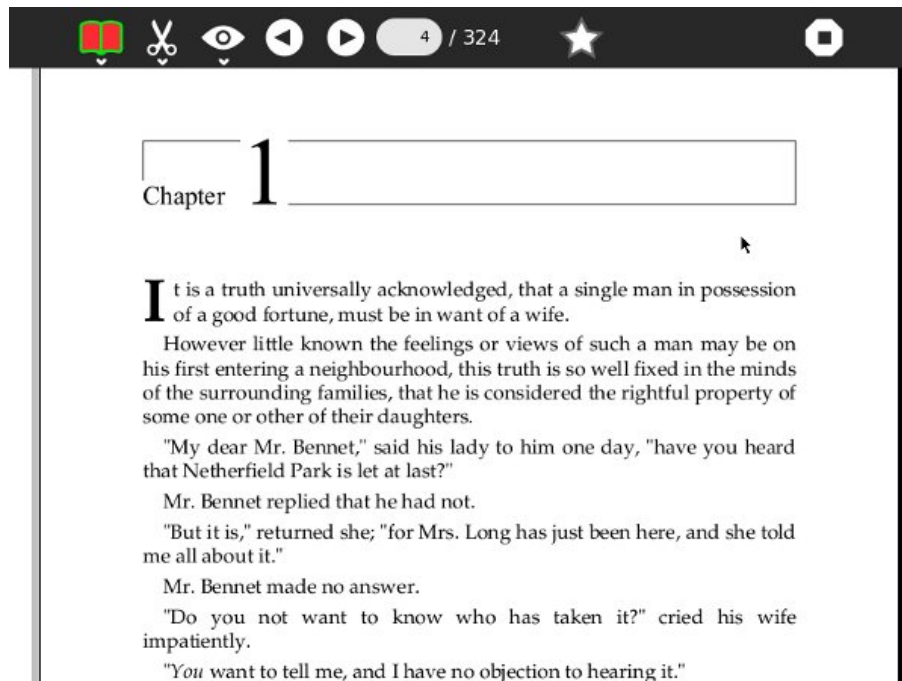 4 / 324
Chapter 1
It is a truth universally acknowledged, that a single man in possession
of a good fortune, must be in want of a wife.
However little known the feelings or views of such a man may be on
his first entering a neighbourhood, this truth is so well fixed in the minds
of the surrounding families, that he is considered the rightful property of
some one or other of their daughters.
"My dear Mr. Bennet," said his lady to him one day, "have you heard
that Netherfield Park is let at last?"
Mr. Bennet replied that he had not.
"But it is," returned she; "for Mrs. Long has just been here, and she told
me all about it."
Mr. Bennet made no answer.
"Do you not want to know who has taken it?" cried his wife
impatiently.
"You want to tell me, and I have no objection to hearing it."